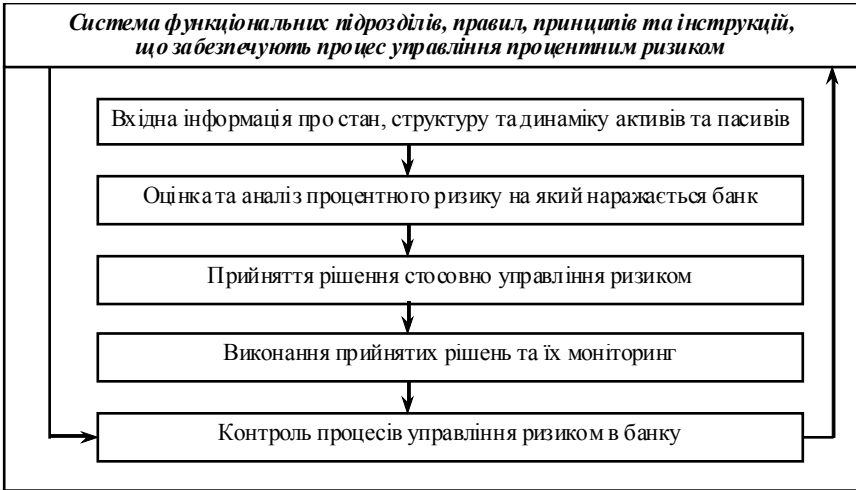 Система функціональних підрозділів, правил, принципів та інструкцій,
що забезпечують процес управління процентним ризиком
Вхідна інформація про стан, структуру та динаміку активів та пасивів
Оцінка та аналіз процентного ризику на який наражається банк
Прийняття рішення стосовно управління ризиком
Виконання прийнятих рішень та їх моніторинг
Контроль процесів управління ризиком в банку